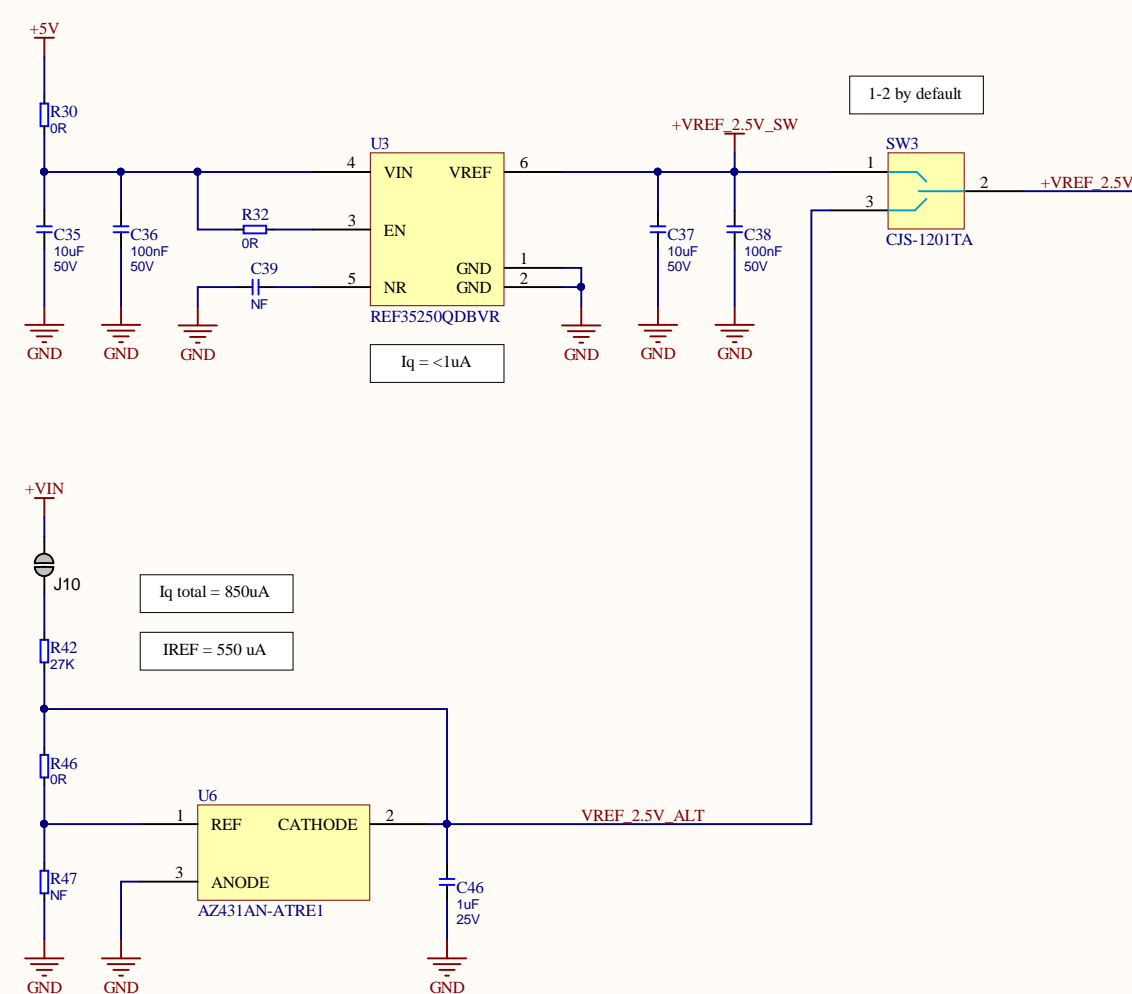 +5V
R30
0R
C35
10uF
50V
C36
100nF
50V
R32
0R
C39
NF
GND
GND
GND
U3
4
VIN
VREF
6
3
EN
5
NR
GND
1
GND
2
REF35250QDBVR
Iq = <1uA
GND
+VREF_2.5V_SW
C37
10uF
50V
C38
100nF
50V
GND
GND
1-2 by default
SW3
1
3
2
+VREF_2.5V
CJS-1201TA
+VIN
J10
Iq total = 850uA
IREF = 550 uA
R42
27K
R46
0R
U6
1
REF
CATHODE
2
3
ANODE
AZ431AN-ATRE1
VREF_2.5V_ALT
R47
NF
C46
1uF
25V
GND
GND
GND